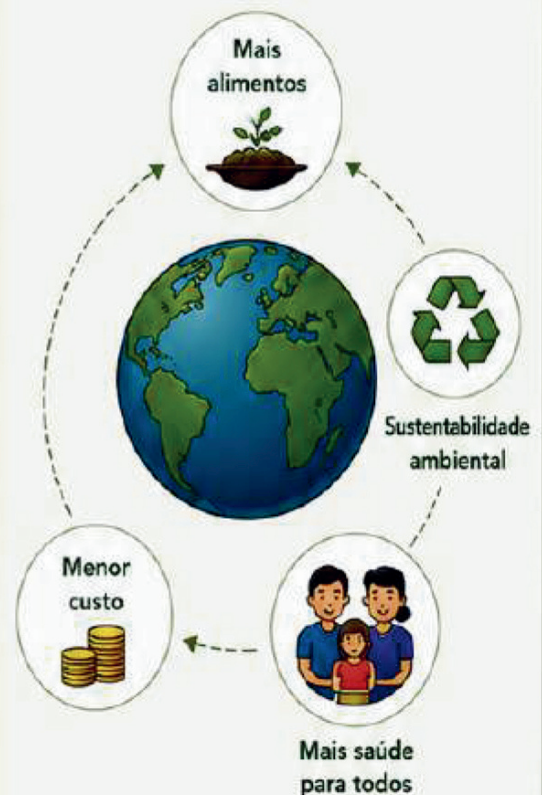 Mais
alimentos
Sustentabilidade
ambiental
Menor
custo
Mais saúde
para todos